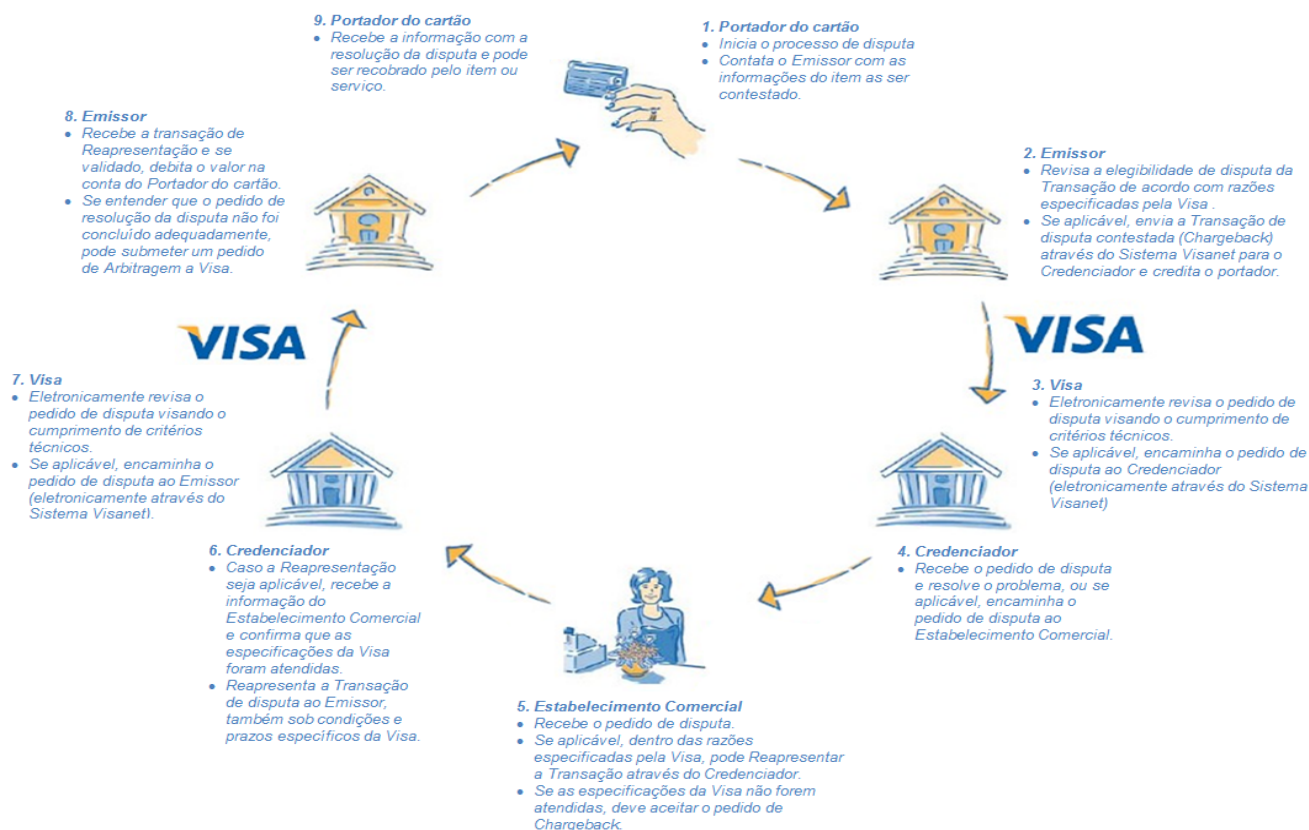 1. Portador do cartão
• Inicia o processo de disputa
• Contata o Emissor com as
informações do item as ser
contestado.
2. Emissor
• Revisa a elegibilidade de disputa da
Transação de acordo com razões
especificadas pela Visa .
• Se aplicável, envia a Transação de
disputa contestada (Chargeback)
através do Sistema Visanet para o
Credenciador e credita o portador.
VISA
3. Visa
• Eletronicamente revisa o pedido de
disputa visando o cumprimento de
critérios técnicos.
• Se aplicável, encaminha o pedido de
disputa ao Credenciador
(eletronicamente através do Sistema
Visanet)
4. Credenciador
• Recebe o pedido de disputa
e resolve o problema, ou se
aplicável, encaminha o
pedido de disputa ao
Estabelecimento Comercial.
5. Estabelecimento Comercial
• Recebe o pedido de disputa.
• Se aplicável, dentro das razões
especificadas pela Visa, pode Reapresentar
a Transação através do Credenciador.
• Se as especificações da Visa não forem
atendidas, deve aceitar o pedido de
Chargeback.
6. Credenciador
• Caso a Reapresentação
seja aplicável, recebe a
informação do
Estabelecimento Comercial
e confirma que as
especificações da Visa
foram atendidas.
• Reapresenta a Transação
de disputa ao Emissor,
também sob condições e
prazos específicos da Visa.
VISA
7. Visa
• Eletronicamente revisa o
pedido de disputa visando o
cumprimento de critérios
técnicos.
• Se aplicável, encaminha o
pedido de disputa ao Emissor
(eletronicamente através do
Sistema Visanet).
8. Emissor
• Recebe a transação de
Reapresentação e se
validado, debita o valor na
conta do Portador do cartão.
• Se entender que o pedido de
resolução da disputa não foi
concluído adequadamente,
pode submeter um pedido
de Arbitragem a Visa.
9. Portador do cartão
• Recebe a informação com a
resolução da disputa e pode
ser recobrado pelo item ou
serviço.